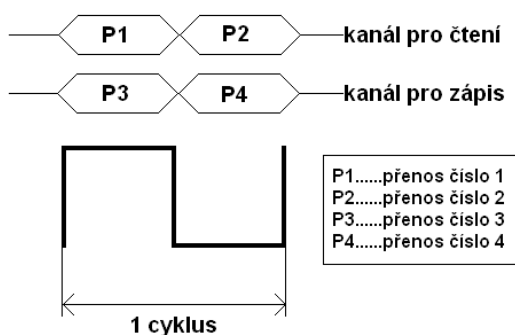 P1 P2 kanál pro čtení
P3 P4 kanál pro zápis
P1......přenos číslo 1
P2......přenos číslo 2
P3......přenos číslo 3
P4......přenos číslo 4
1 cyklus